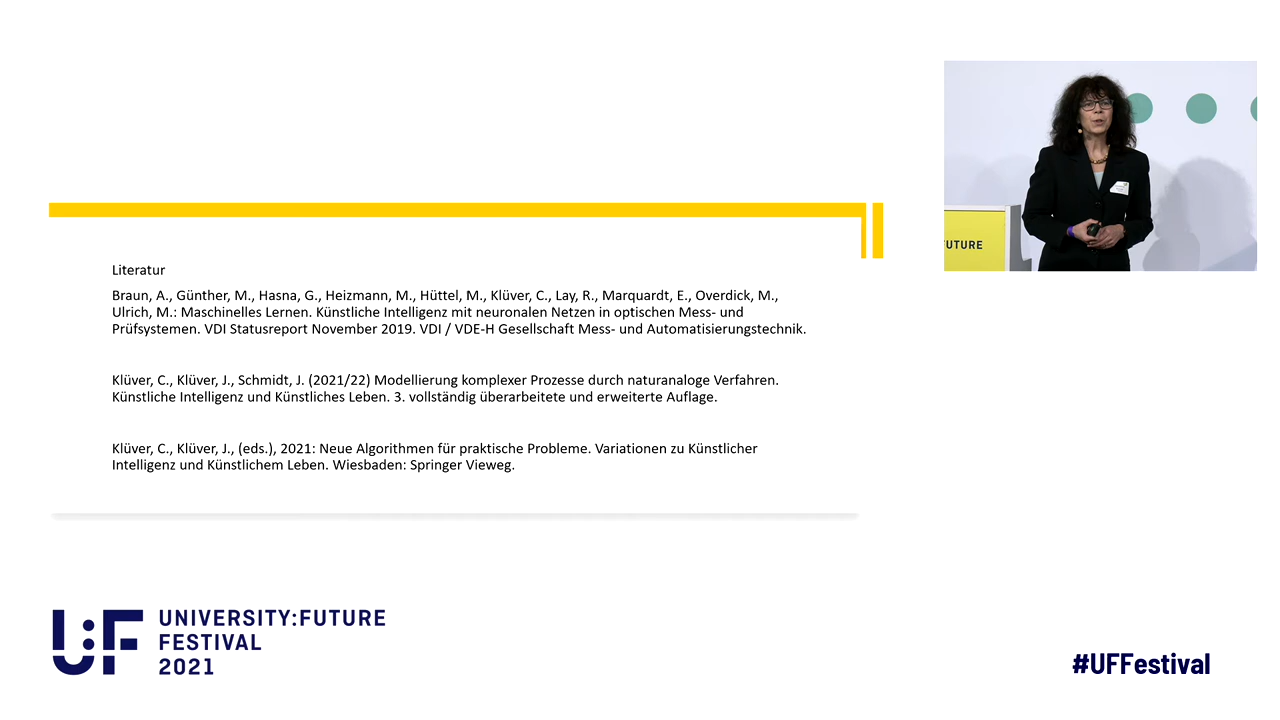 Literatur
Braun, A., Günther, M., Hasna, G., Heizmann, M., Hüttel, M., Klüver, C., Lay, R., Marquardt, E., Overdick, M.,
Ulrich, M.: Maschinelles Lernen. Künstliche Intelligenz mit neuronalen Netzen in optischen Mess- und
Prüfsystemen. VDI Statusreport November 2019. VDI / VDE-H Gesellschaft Mess- und Automatisierungstechnik.
Klüver, C., Klüver, J., Schmidt, J. (2021/22) Modellierung komplexer Prozesse durch naturanaloge Verfahren.
Künstliche Intelligenz und Künstliches Leben. 3. vollständig überarbeitete und erweiterte Auflage.
Klüver, C., Klüver, J., (eds.), 2021: Neue Algorithmen für praktische Probleme. Variationen zu Künstlicher
Intelligenz und Künstlichem Leben. Wiesbaden: Springer Vieweg.
UTURE
U:F
UNIVERSITY:FUTURE
FESTIVAL
2021
#UFFestival